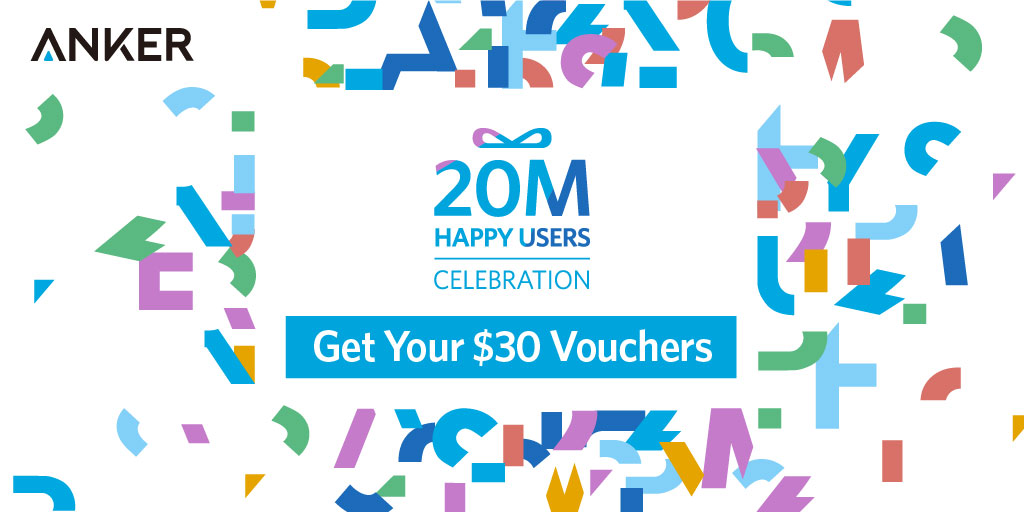 ANKER
20M
HAPPY USERS
CELEBRATION
Get Your $30 Vouchers